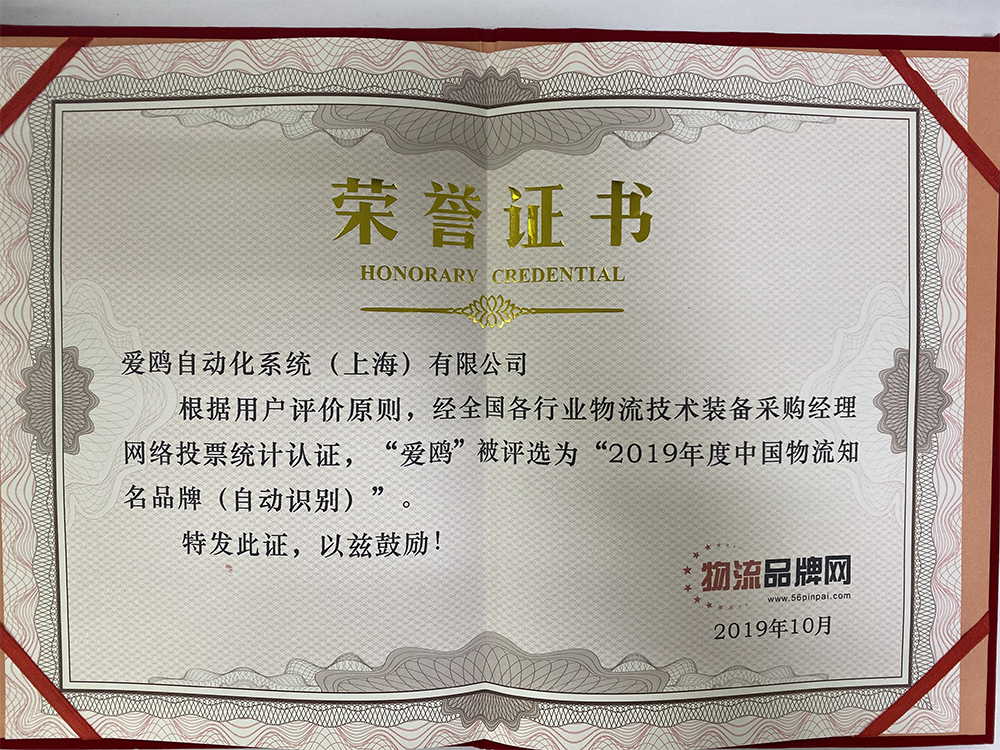 荣誉证书
HONORARY CREDENTIAL
爱鸥自动化系统（上海）有限公司
根据用户评价原则，经全国各行业物流技术装备采购经理
网络投票统计认证，“爱鸥”被评选为“2019年度中国物流知
名品牌（自动识别）”。
特发此证，以兹鼓励！
物流品牌网
www.56pinpai.com
2019年10月